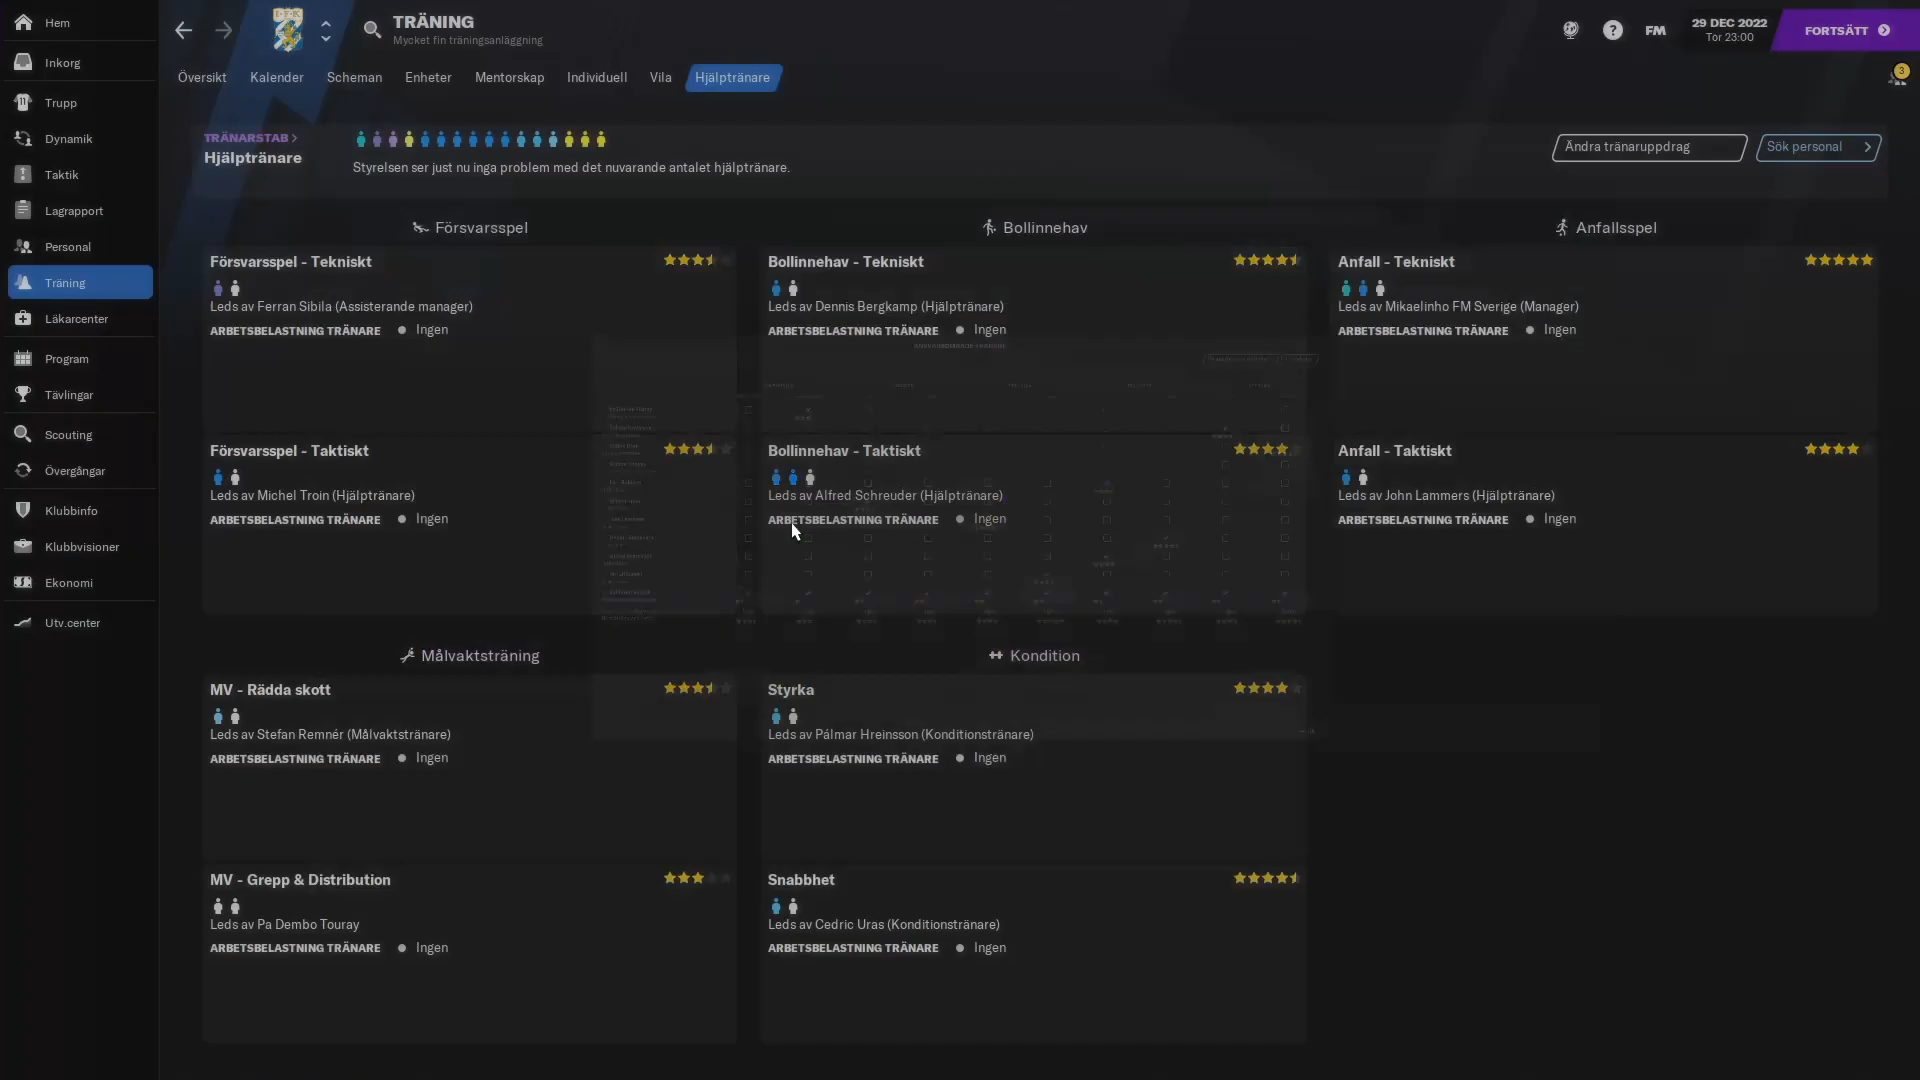 Hem
Inkorg
Trupp
Dynamik
Taktik
Lagrapport
Personal
Träning
Läkarcenter
Program
Tävlingar
Scouting
Övergångar
Klubbinfo
Klubbvisioner
Ekonomi
Utv.center
TRÄNING
Mycket fin träningsanläggning
FM
29 DEC 2022
Tor 23:00
FORTSÄTT
3
Översikt Kalender Scheman Enheter Mentorskap Individuell Vila Hjälptränare
TRÄNARSTAB >
Hjälptränare
Styrelsen ser just nu inga problem med det nuvarande antalet hjälptränare.
Ändra tränaruppdrag
Sök personal
Försvarsspel
Försvarsspel - Tekniskt
Leds av Ferran Sibila (Assisterande manager)
ARBETSBELASTNING TRÄNARE Ingen
Försvarsspel - Taktiskt
Leds av Michel Troin (Hjälptränare)
ARBETSBELASTNING TRÄNARE Ingen
Bollinnehav
Bollinnehav - Tekniskt
Leds av Dennis Bergkamp (Hjälptränare)
ARBETSBELASTNING TRÄNARE Ingen
Bollinnehav - Taktiskt
Leds av Alfred Schreuder (Hjälptränare)
ARBETSBELASTNING TRÄNARE Ingen
Anfallsspel
Anfall - Tekniskt
Leds av Mikaelinho FM Sverige (Manager)
ARBETSBELASTNING TRÄNARE Ingen
Anfall - Taktiskt
Leds av John Lammers (Hjälptränare)
ARBETSBELASTNING TRÄNARE Ingen
Målvaktsträning
MV - Rädda skott
Leds av Stefan Remnér (Målvaktstränare)
ARBETSBELASTNING TRÄNARE Ingen
MV - Grepp & Distribution
Leds av Pa Dembo Touray
ARBETSBELASTNING TRÄNARE Ingen
Kondition
Styrka
Leds av Pálmar Hreinsson (Konditionstränare)
ARBETSBELASTNING TRÄNARE Ingen
Snabbhet
Leds av Cedric Uras (Konditionstränare)
ARBETSBELASTNING TRÄNARE Ingen